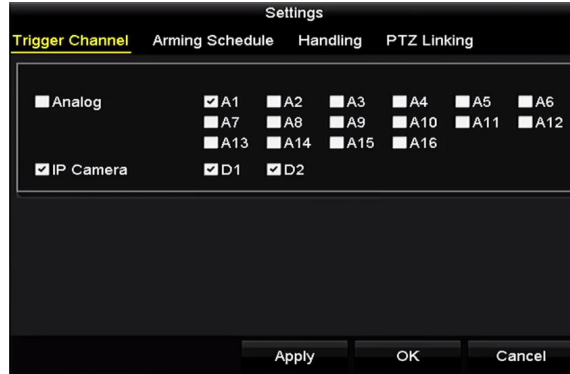 Settings
Trigger Channel Arming Schedule Handling PTZ Linking
Analog A1 A2 A3 A4 A5 A6
A7 A8 A9 A10 A11 A12
A13 A14 A15 A16
IP Camera D1 D2
Apply OK Cancel